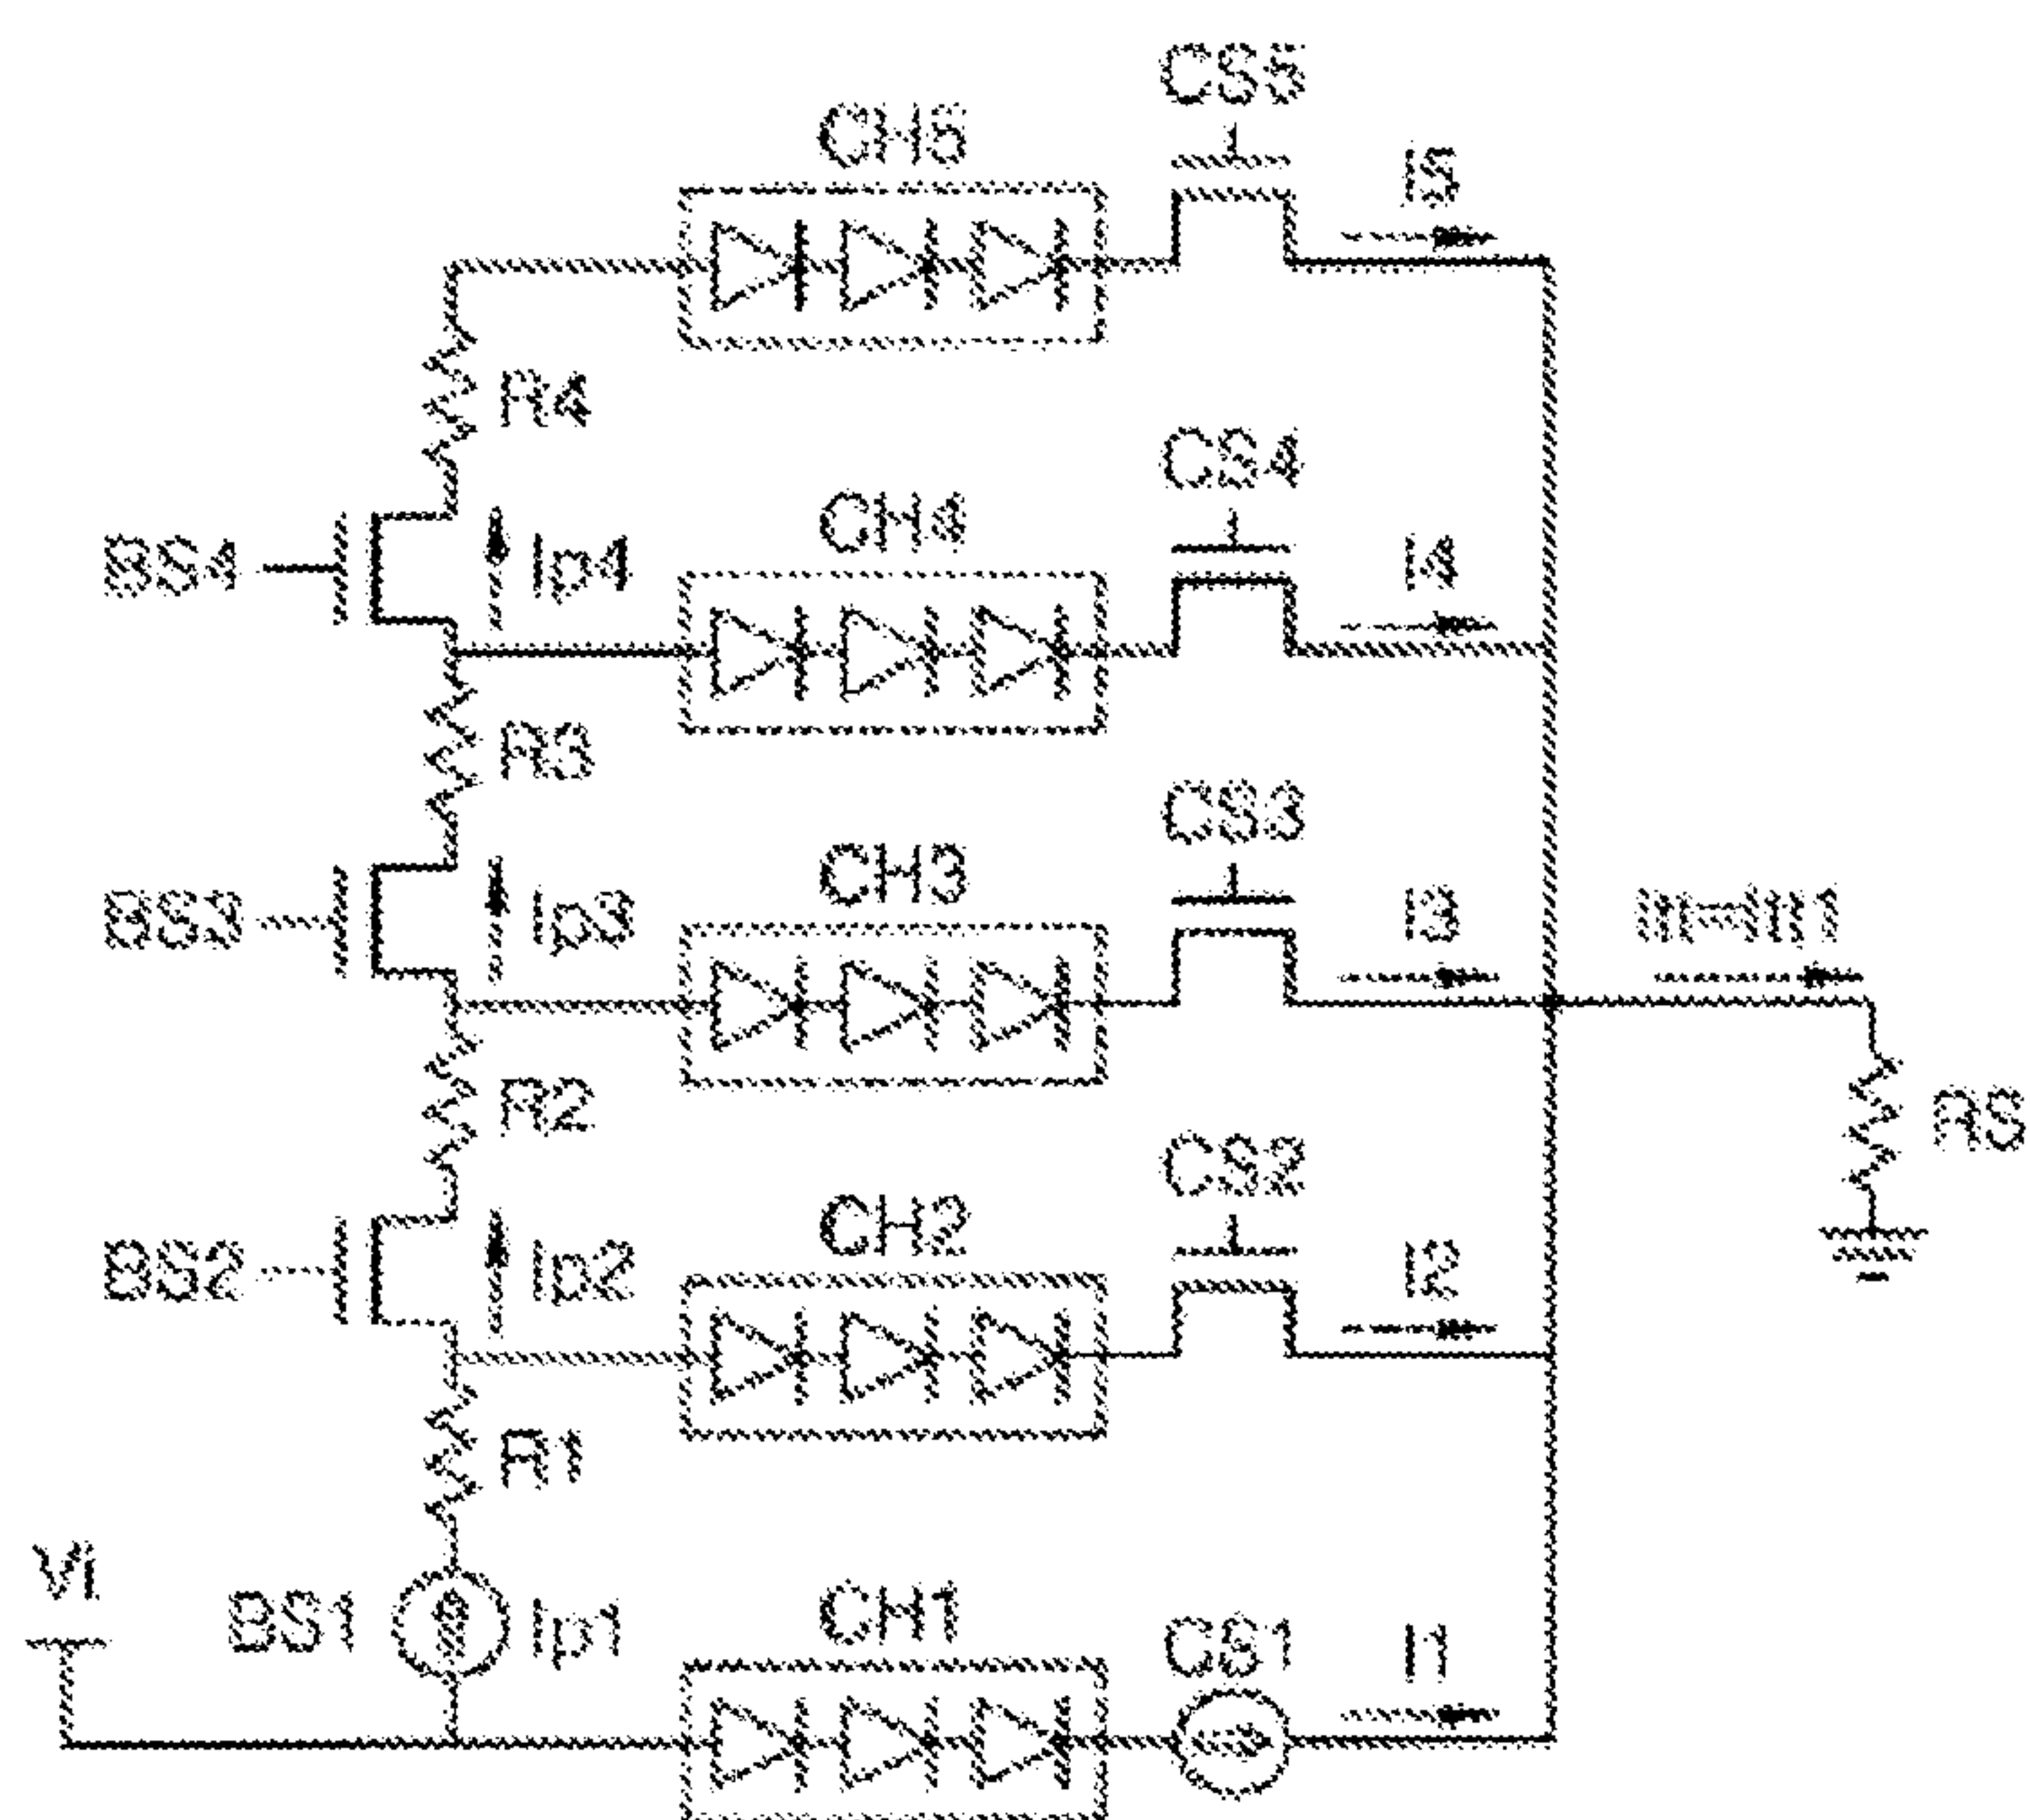 CS5
CH5
I5
R4
CS4
CH4
BS4
Ip4
I4
R3
CS3
CH3
BS3
Ip3
I3
R2
CS2
RS
CH2
BS2
Ip2
I2
R1
Vi
BS1
Ip1
CH1
CS1
I1